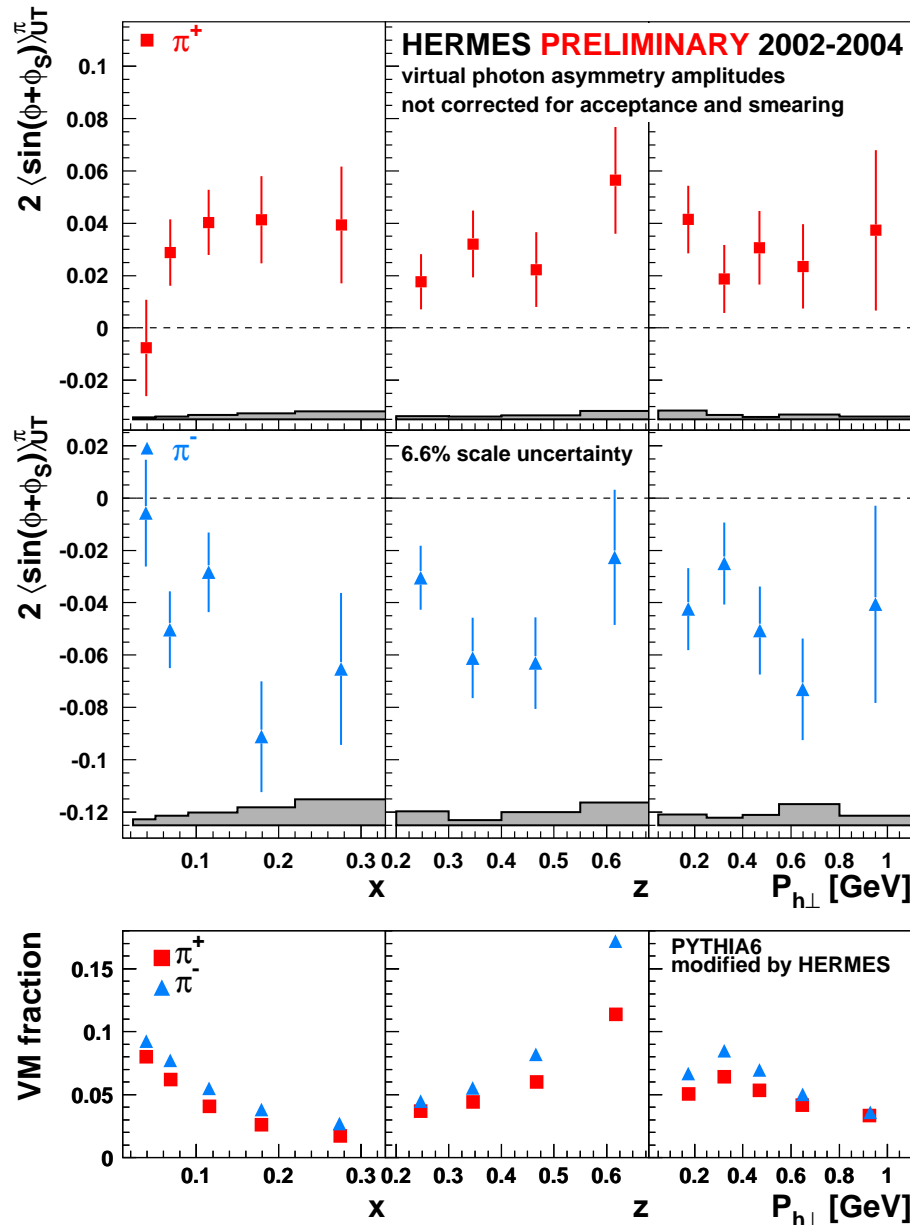 2 ⟨sin(ϕ+ϕS)⟩πUT
π+
HERMES PRELIMINARY 2002-2004
virtual photon asymmetry amplitudes
not corrected for acceptance and smearing
0.1
0.08
0.06
0.04
0.02
0
-0.02
2 ⟨sin(ϕ+ϕS)⟩πUT
π-
6.6% scale uncertainty
0.02
0
-0.02
-0.04
-0.06
-0.08
-0.1
-0.12
0.1 0.2 0.3 0.2 0.3 0.4 0.5 0.6 0.2 0.4 0.6 0.8 1
x z Ph⊥ [GeV]
VM fraction
π+
π-
PYTHIA6
modified by HERMES
0.15
0.1
0.05
0
0.1 0.2 0.3 0.2 0.3 0.4 0.5 0.6 0.2 0.4 0.6 0.8 1
x z Ph⊥ [GeV]